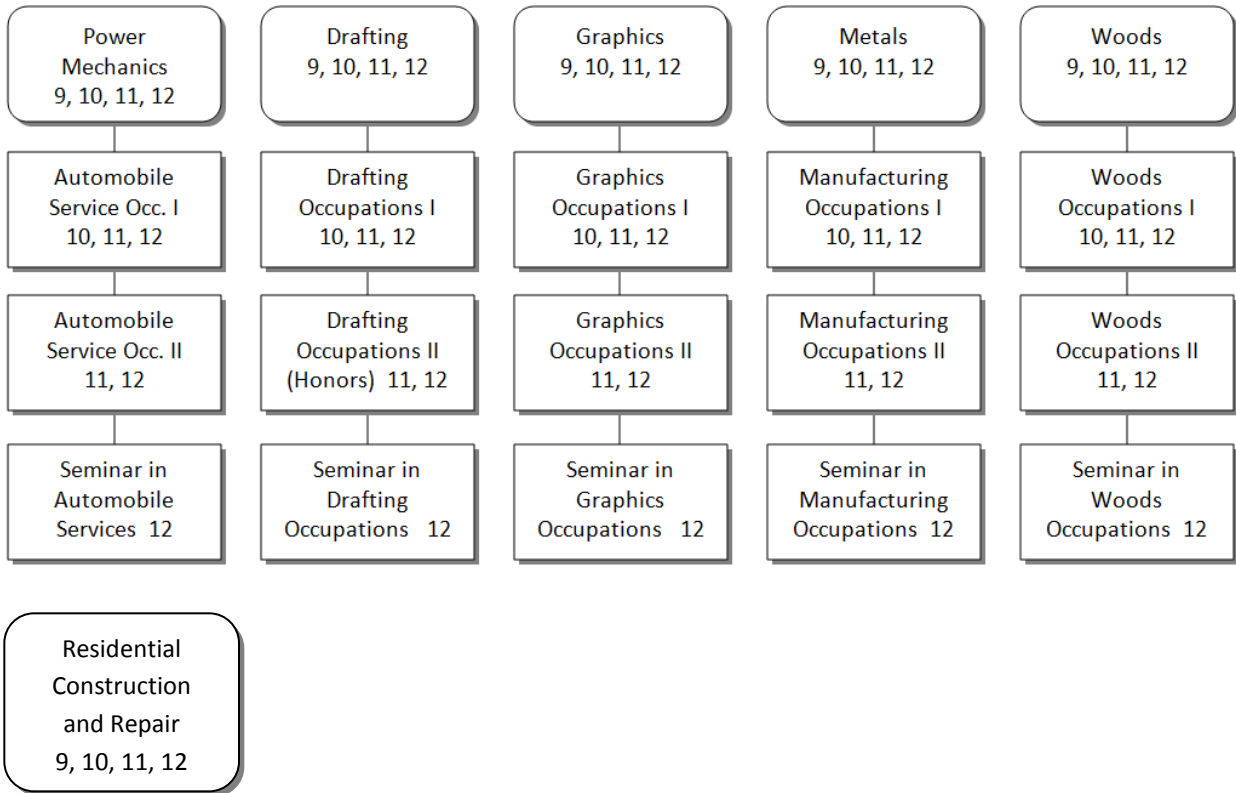 Power
Mechanics
9, 10, 11, 12
Drafting
9, 10, 11, 12
Graphics
9, 10, 11, 12
Metals
9, 10, 11, 12
Woods
9, 10, 11, 12
Automobile
Service Occ. I
10, 11, 12
Drafting
Occupations I
10, 11, 12
Graphics
Occupations I
10, 11, 12
Manufacturing
Occupations I
10, 11, 12
Woods
Occupations I
10, 11, 12
Automobile
Service Occ. II
11, 12
Drafting
Occupations II
(Honors) 11, 12
Graphics
Occupations II
11, 12
Manufacturing
Occupations II
11, 12
Woods
Occupations II
11, 12
Seminar in
Automobile
Services 12
Seminar in
Drafting
Occupations 12
Seminar in
Graphics
Occupations 12
Seminar in
Manufacturing
Occupations 12
Seminar in
Woods
Occupations 12
Residential
Construction
and Repair
9, 10, 11, 12